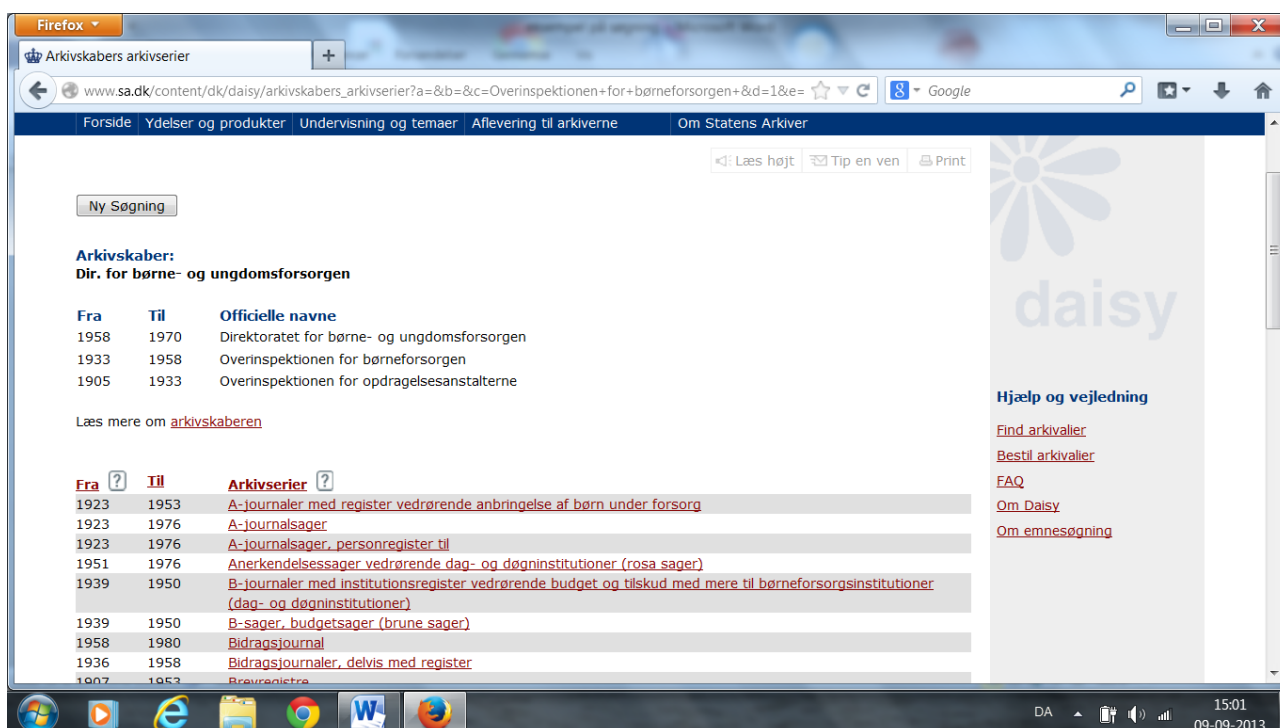 Firefox
Arkivskabers arkivserier
www.sa.dk/content/dk/daisy/arkivskabers_arkivserier?a=&b=&c=Overinspektionen+for+børneforsorgen+&d=1&e=
Google
Forside Ydelser og produkter Undervisning og temaer Aflevering til arkiverne Om Statens Arkiver
Læs højt Tip en ven Print
Ny Søgning
Arkivskaber:
Dir. for børne- og ungdomsforsorgen
Fra Til Officielle navne
1958 1970 Direktoratet for børne- og ungdomsforsorgen
1933 1958 Overinspektionen for børneforsorgen
1905 1933 Overinspektionen for opdragelsesanstalterne
Læs mere om arkivskaberen
Fra ? Til Arkivserier ?
1923 1953 A-journaler med register vedrørende anbringelse af børn under forsorg
1923 1976 A-journalsager
1923 1976 A-journalsager, personregister til
1951 1976 Anerkendelsessager vedrørende dag- og døgninstitutioner (rosa sager)
1939 1950 B-journaler med institutionsregister vedrørende budget og tilskud med mere til børneforsorgsinstitutioner
(dag- og døgninstitutioner)
1939 1950 B-sager, budgetsager (brune sager)
1958 1980 Bidragsjournal
1936 1958 Bidragsjournaler, delvis med register
1907 1953 Brevregistre
daisy
Hjælp og vejledning
Find arkivalier
Bestil arkivalier
FAQ
Om Daisy
Om emnesøgning
DA
15:01
09-09-2013